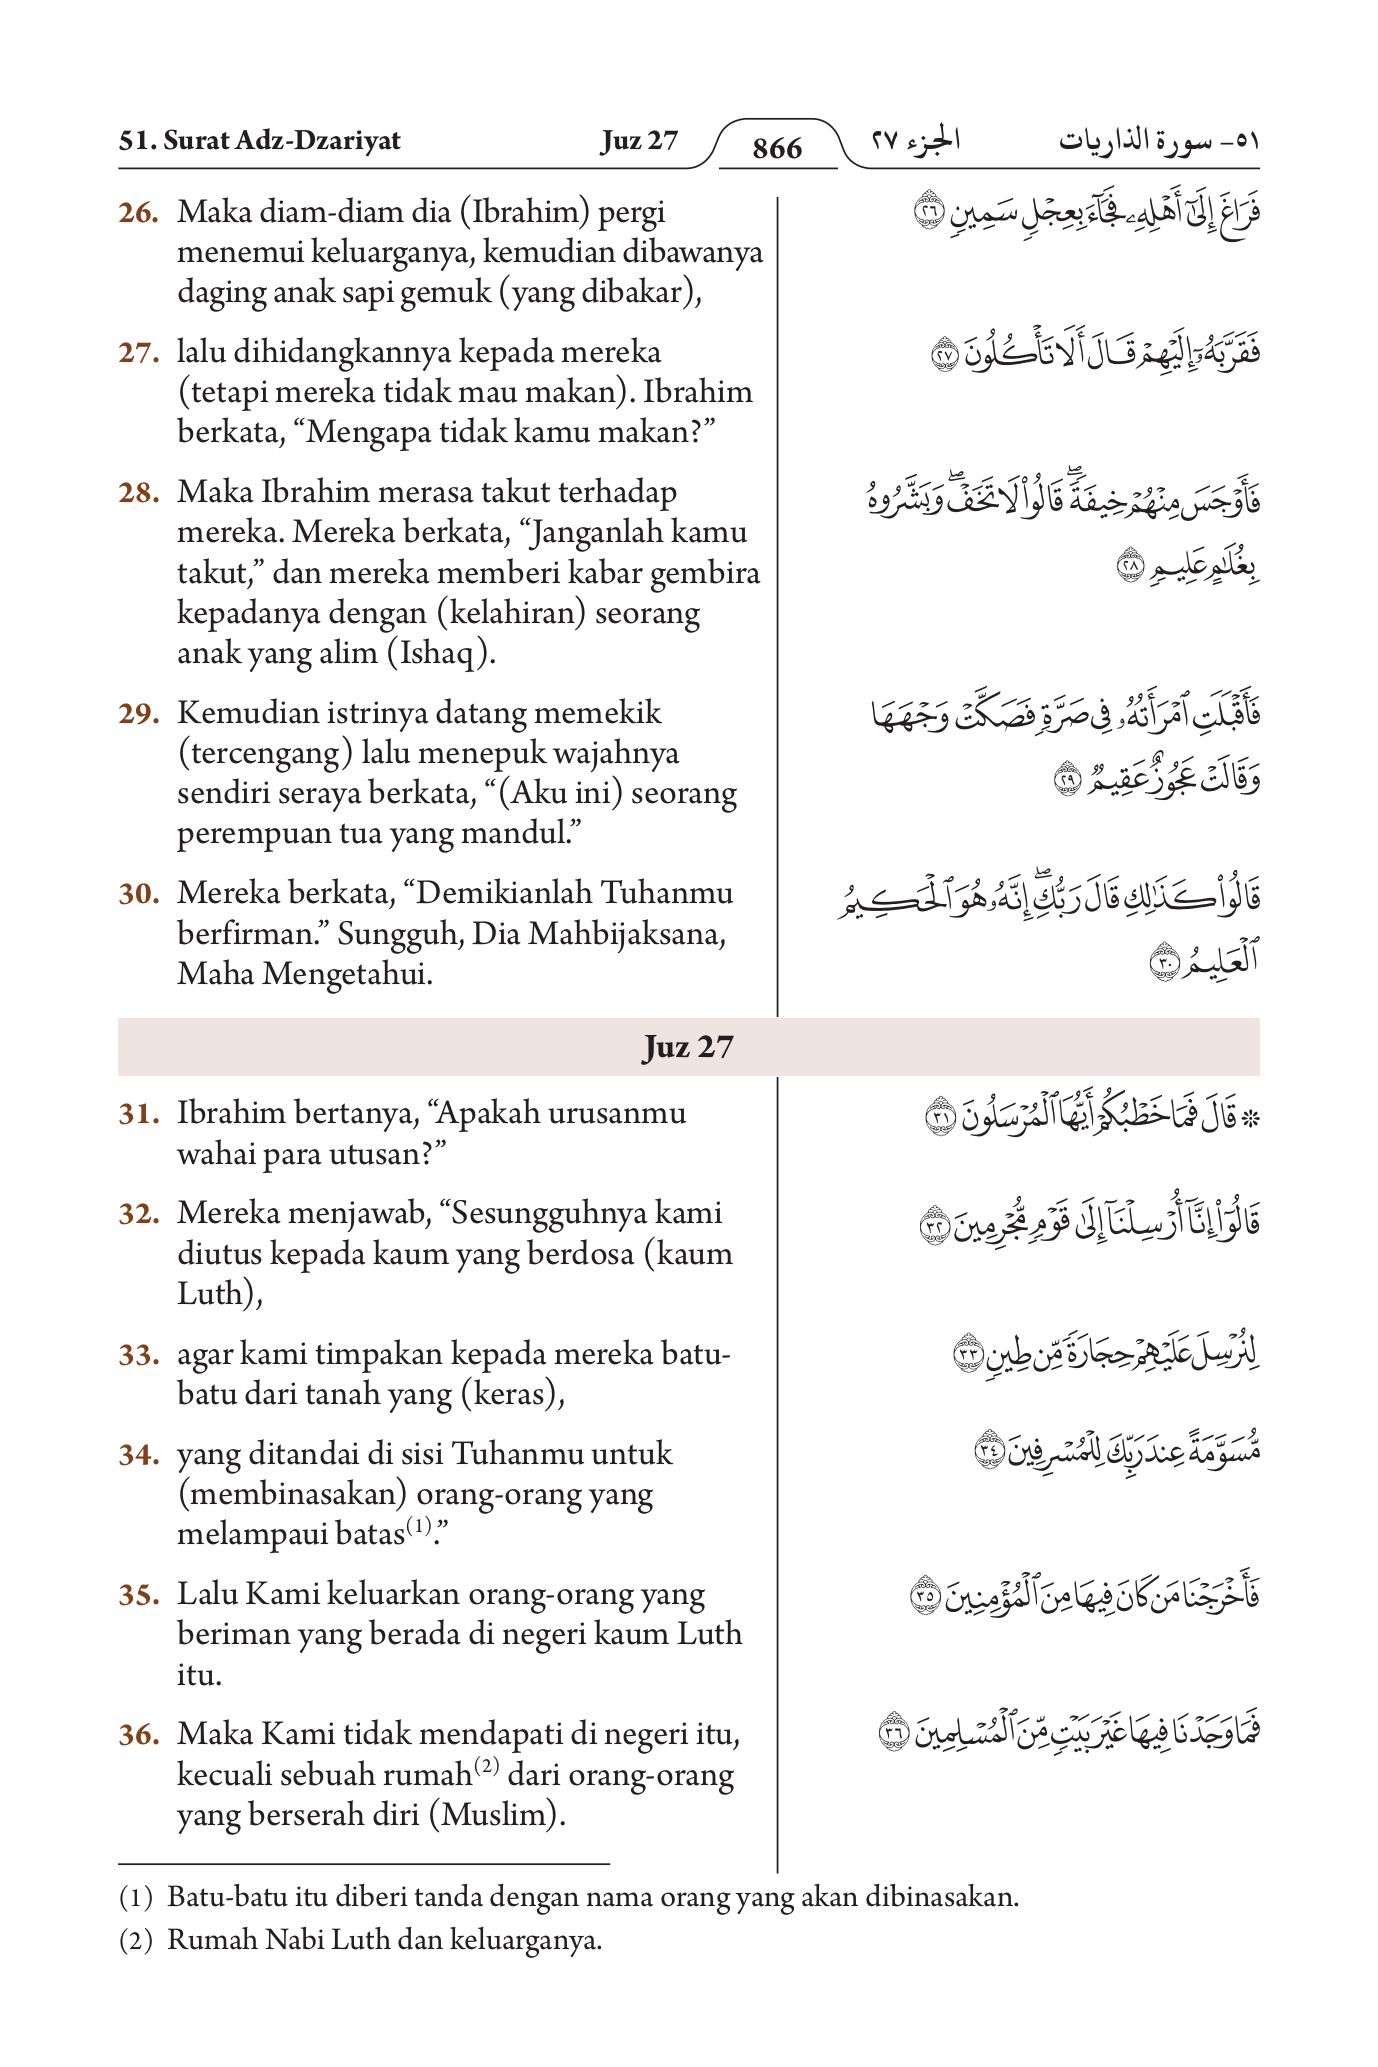 51. Surat Adz-Dzariyat Juz 27 866 الجزء ٢٧ ٥١- سورة الذاريات
26. Maka diam-diam dia (Ibrahim) pergi
menemui keluarganya, kemudian dibawanya
daging anak sapi gemuk (yang dibakar),
فَرَاغَ إِلَىٰٓ أَهْلِهِۦ فَجَآءَ بِعِجْلٍ سَمِينٍ ٢٦
27. lalu dihidangkannya kepada mereka
(tetapi mereka tidak mau makan). Ibrahim
berkata, “Mengapa tidak kamu makan?”
فَقَرَّبَهُۥٓ إِلَيْهِمْ قَالَ أَلَا تَأْكُلُونَ ٢٧
28. Maka Ibrahim merasa takut terhadap
mereka. Mereka berkata, “Janganlah kamu
takut,” dan mereka memberi kabar gembira
kepadanya dengan (kelahiran) seorang
anak yang alim (Ishaq).
فَأَوْجَسَ مِنْهُمْ خِيفَةًۖ قَالُوا۟ لَا تَخَفْۖ وَبَشَّرُوهُ
بِغُلَٰمٍ عَلِيمٍ ٢٨
29. Kemudian istrinya datang memekik
(tercengang) lalu menepuk wajahnya
sendiri seraya berkata, “(Aku ini) seorang
perempuan tua yang mandul.”
فَأَقْبَلَتِ ٱمْرَأَتُهُۥ فِى صَرَّةٍ فَصَكَّتْ وَجْهَهَا
وَقَالَتْ عَجُوزٌ عَقِيمٌ ٢٩
30. Mereka berkata, “Demikianlah Tuhanmu
berfirman.” Sungguh, Dia Mahbijaksana,
Maha Mengetahui.
قَالُوا۟ كَذَٰلِكِ قَالَ رَبُّكِۖ إِنَّهُۥ هُوَ ٱلْحَكِيمُ
ٱلْعَلِيمُ ٣٠
Juz 27
31. Ibrahim bertanya, “Apakah urusanmu
wahai para utusan?”
۞ قَالَ فَمَا خَطْبُكُمْ أَيُّهَا ٱلْمُرْسَلُونَ ٣١
32. Mereka menjawab, “Sesungguhnya kami
diutus kepada kaum yang berdosa (kaum
Luth),
قَالُوٓا۟ إِنَّآ أُرْسِلْنَآ إِلَىٰ قَوْمٍ مُّجْرِمِينَ ٣٢
33. agar kami timpakan kepada mereka batu-
batu dari tanah yang (keras),
لِنُرْسِلَ عَلَيْهِمْ حِجَارَةً مِّن طِينٍ ٣٣
34. yang ditandai di sisi Tuhanmu untuk
(membinasakan) orang-orang yang
melampaui batas(1).”
مُّسَوَّمَةً عِندَ رَبِّكَ لِلْمُسْرِفِينَ ٣٤
35. Lalu Kami keluarkan orang-orang yang
beriman yang berada di negeri kaum Luth
itu.
فَأَخْرَجْنَا مَن كَانَ فِيهَا مِنَ ٱلْمُؤْمِنِينَ ٣٥
36. Maka Kami tidak mendapati di negeri itu,
kecuali sebuah rumah(2) dari orang-orang
yang berserah diri (Muslim).
فَمَا وَجَدْنَا فِيهَا غَيْرَ بَيْتٍ مِّنَ ٱلْمُسْلِمِينَ ٣٦
(1) Batu-batu itu diberi tanda dengan nama orang yang akan dibinasakan.
(2) Rumah Nabi Luth dan keluarganya.